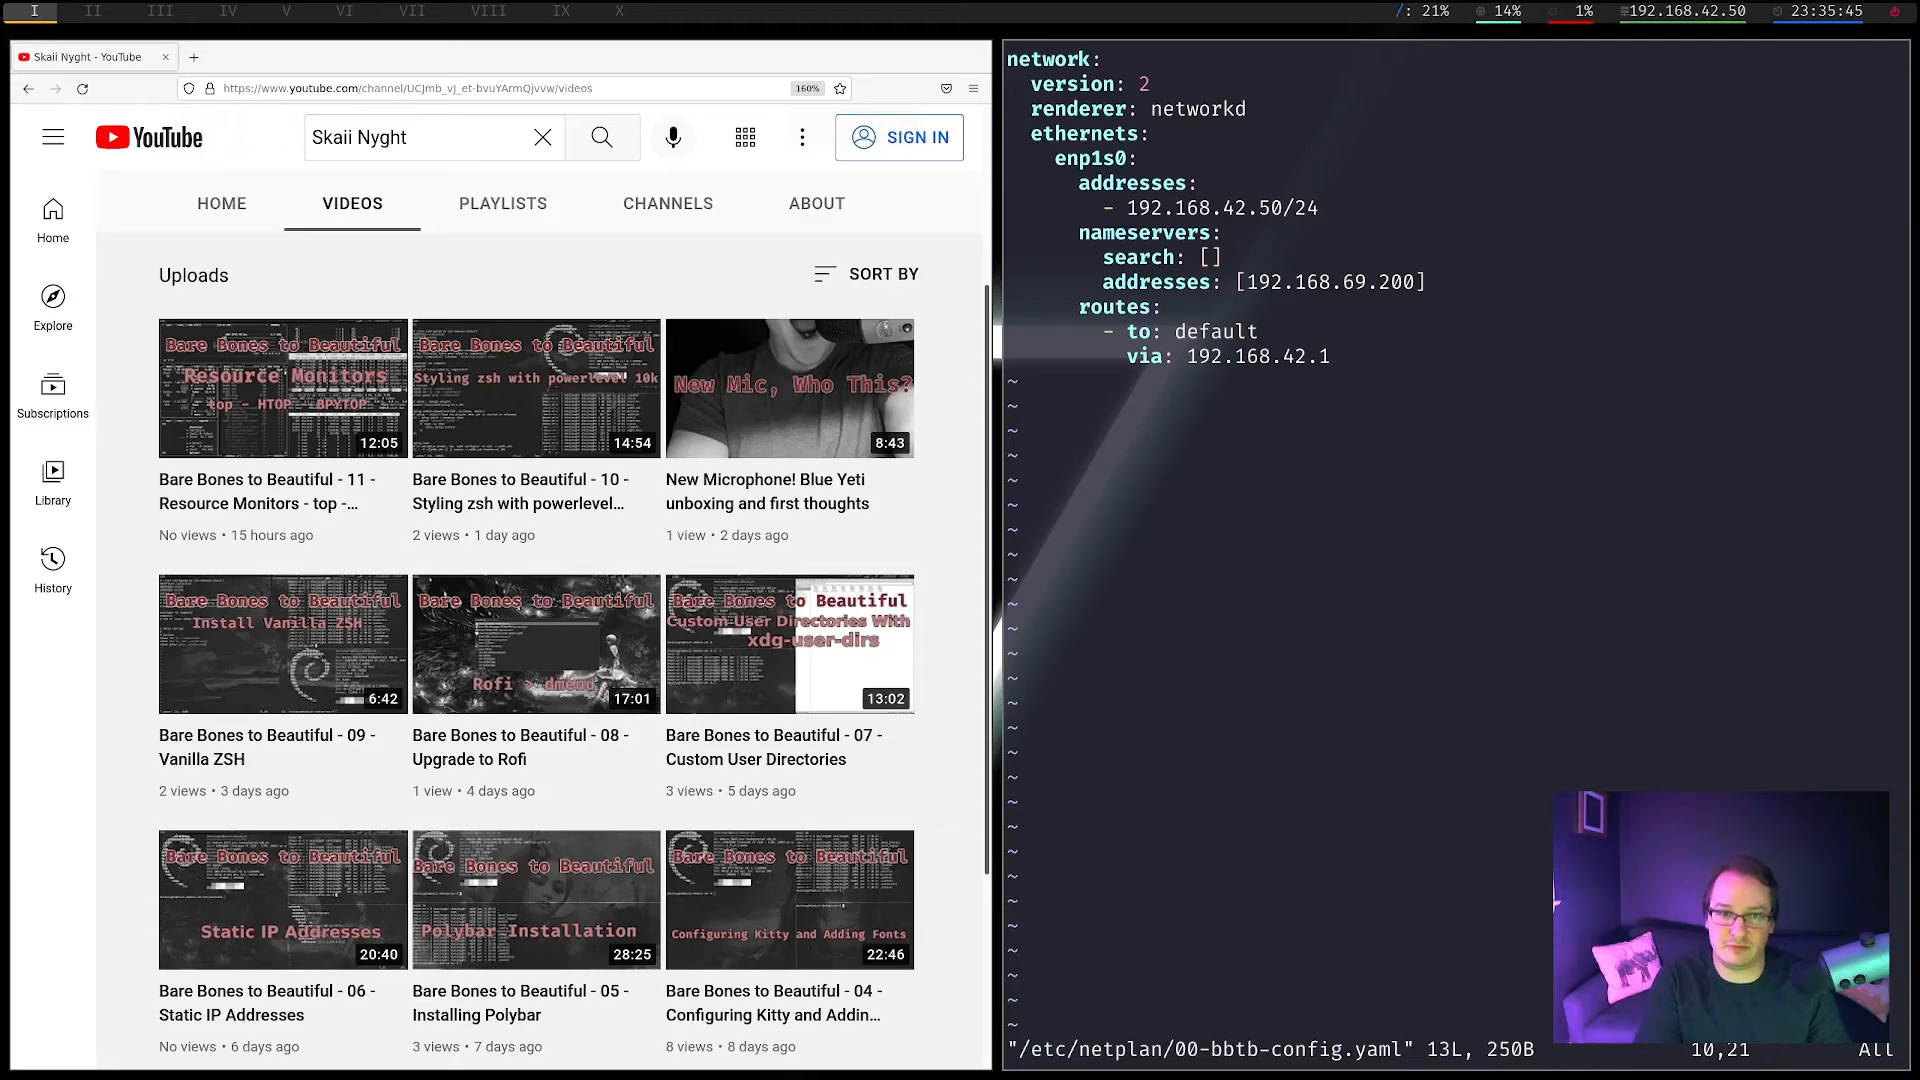 I II III IV V VI VII VIII IX X
/: 21% 14% 1% 192.168.42.50 23:35:45
Skaii Nyght - YouTube
https://www.youtube.com/channel/UCJmb_vJ_et-bvuYArmQjvvw/videos
160%
YouTube
Skaii Nyght
SIGN IN
HOME VIDEOS PLAYLISTS CHANNELS ABOUT
Home
Explore
Subscriptions
Library
History
Uploads
SORT BY
Bare Bones to Beautiful
Resource Monitors
top - HTOP - BPYTOP
12:05
Bare Bones to Beautiful
Styling zsh with powerlevel 10k
14:54
New Mic, Who This?
8:43
Bare Bones to Beautiful - 11 -
Resource Monitors - top -...
No views • 15 hours ago
Bare Bones to Beautiful - 10 -
Styling zsh with powerlevel...
2 views • 1 day ago
New Microphone! Blue Yeti
unboxing and first thoughts
1 view • 2 days ago
Bare Bones to Beautiful
Install Vanilla ZSH
6:42
Bare Bones to Beautiful
Rofi > dmenu
17:01
Bare Bones to Beautiful
Custom User Directories With
xdg-user-dirs
13:02
Bare Bones to Beautiful - 09 -
Vanilla ZSH
2 views • 3 days ago
Bare Bones to Beautiful - 08 -
Upgrade to Rofi
1 view • 4 days ago
Bare Bones to Beautiful - 07 -
Custom User Directories
3 views • 5 days ago
Bare Bones to Beautiful
Static IP Addresses
20:40
Bare Bones to Beautiful
Polybar Installation
28:25
Bare Bones to Beautiful
Configuring Kitty and Adding Fonts
22:46
Bare Bones to Beautiful - 06 -
Static IP Addresses
No views • 6 days ago
Bare Bones to Beautiful - 05 -
Installing Polybar
3 views • 7 days ago
Bare Bones to Beautiful - 04 -
Configuring Kitty and Addin...
8 views • 8 days ago
network:
version: 2
renderer: networkd
ethernets:
enp1s0:
addresses:
- 192.168.42.50/24
nameservers:
search: []
addresses: [192.168.69.200]
routes:
- to: default
via: 192.168.42.1
"/etc/netplan/00-bbtb-config.yaml" 13L, 250B 10,21 All